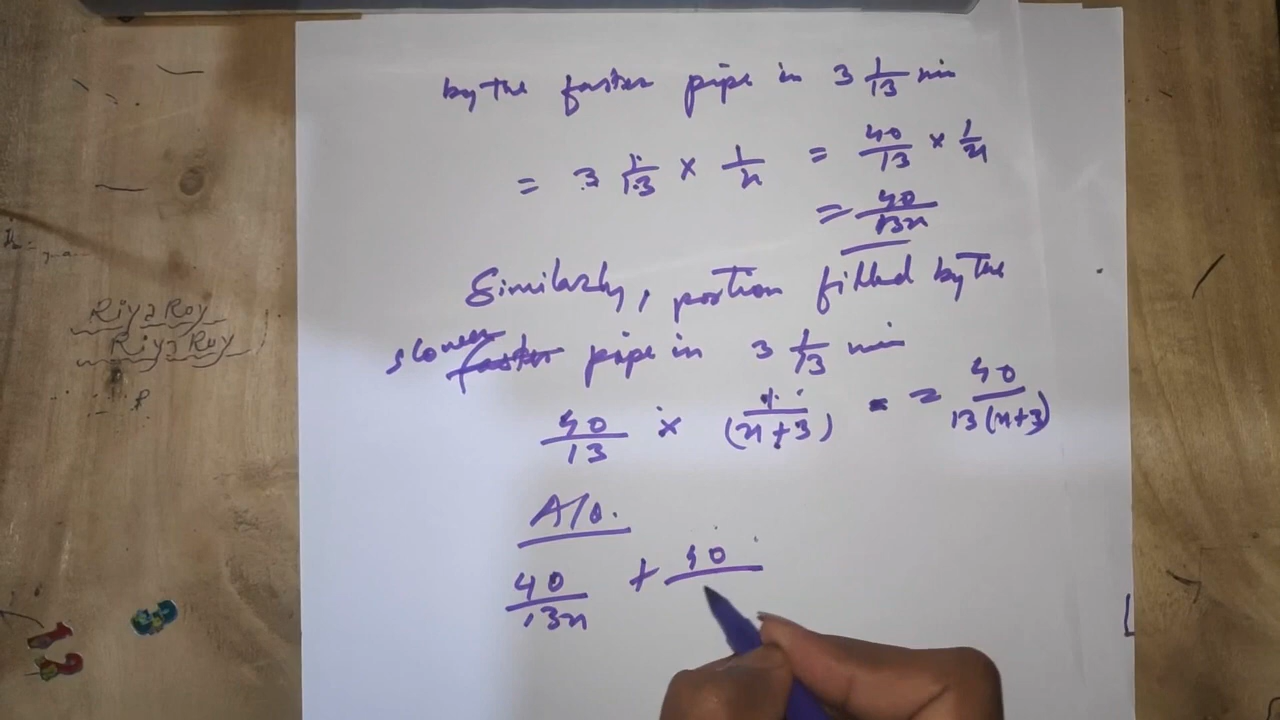 by the faster pipe in 3 1/13 min
= 3 1/13 × 1/x = 40/13 × 1/x
= 40/13x
Similarly, portion filled by the
slower faster pipe in 3 1/13 min
40/13 × 1/(x+3) = 40/13(x+3)
A/Q.
40/13x + 40
Riya Roy
Riya Roy